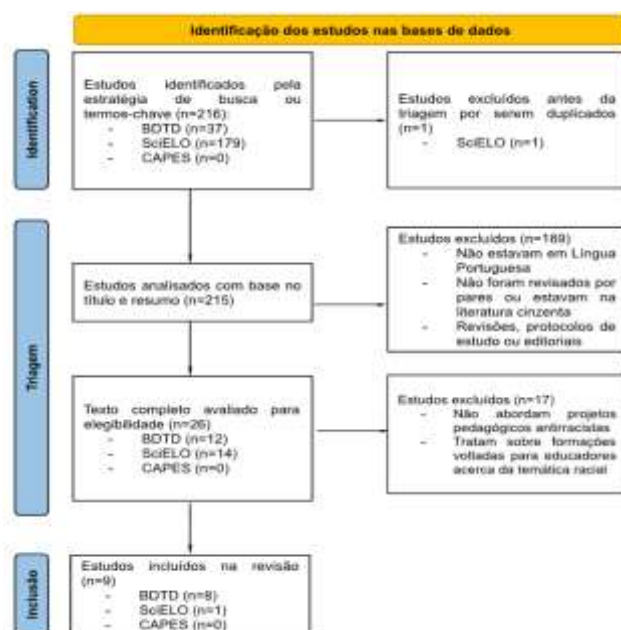 Identificação dos estudos nas bases de dados
Identification
Estudos identificados pela
estratégia de busca ou
termos-chave (n=216):
- BDTD (n=37)
- SciELO (n=179)
- CAPES (n=0)
Estudos excluídos antes da
triagem por serem duplicados
(n=1)
- SciELO (n=1)
Triagem
Estudos analisados com base no
título e resumo (n=215)
Estudos excluídos (n=189)
- Não estavam em Língua
Portuguesa
- Não foram revisados por
pares ou estavam na
literatura cinzenta
- Revisões, protocolos de
estudo ou editoriais
Texto completo avaliado para
elegibilidade (n=26)
- BDTD (n=12)
- SciELO (n=14)
- CAPES (n=0)
Estudos excluídos (n=17)
- Não abordam projetos
pedagógicos antirracistas
- Tratam sobre formações
voltadas para educadores
acerca da temática racial
Inclusão
Estudos incluídos na revisão
(n=9)
- BDTD (n=8)
- SciELO (n=1)
- CAPES (n=0)